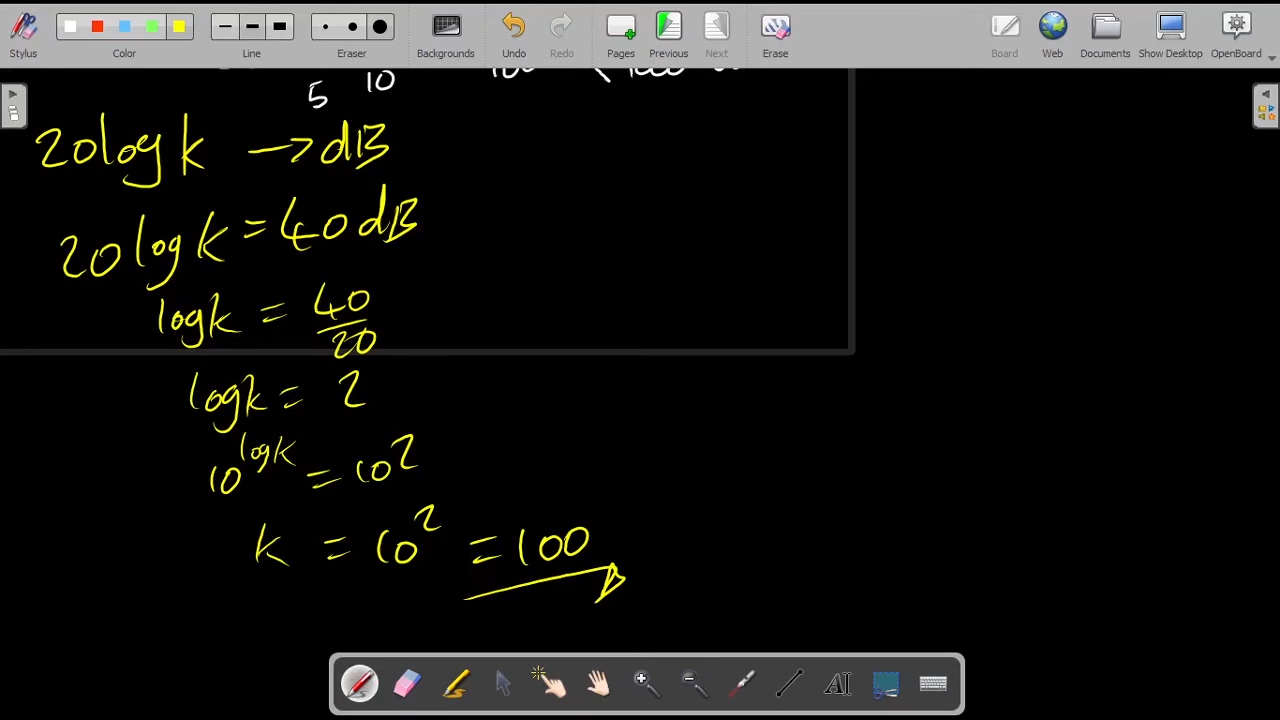 Stylus Color Line Eraser Backgrounds Undo Redo Pages Previous Next Erase Board Web Documents Show Desktop OpenBoard
5 10
20 log k → dB
20 log k = 40 dB
log k = 40/20
log k = 2
10^log k = 10^2
k = 10^2 = 100
AI